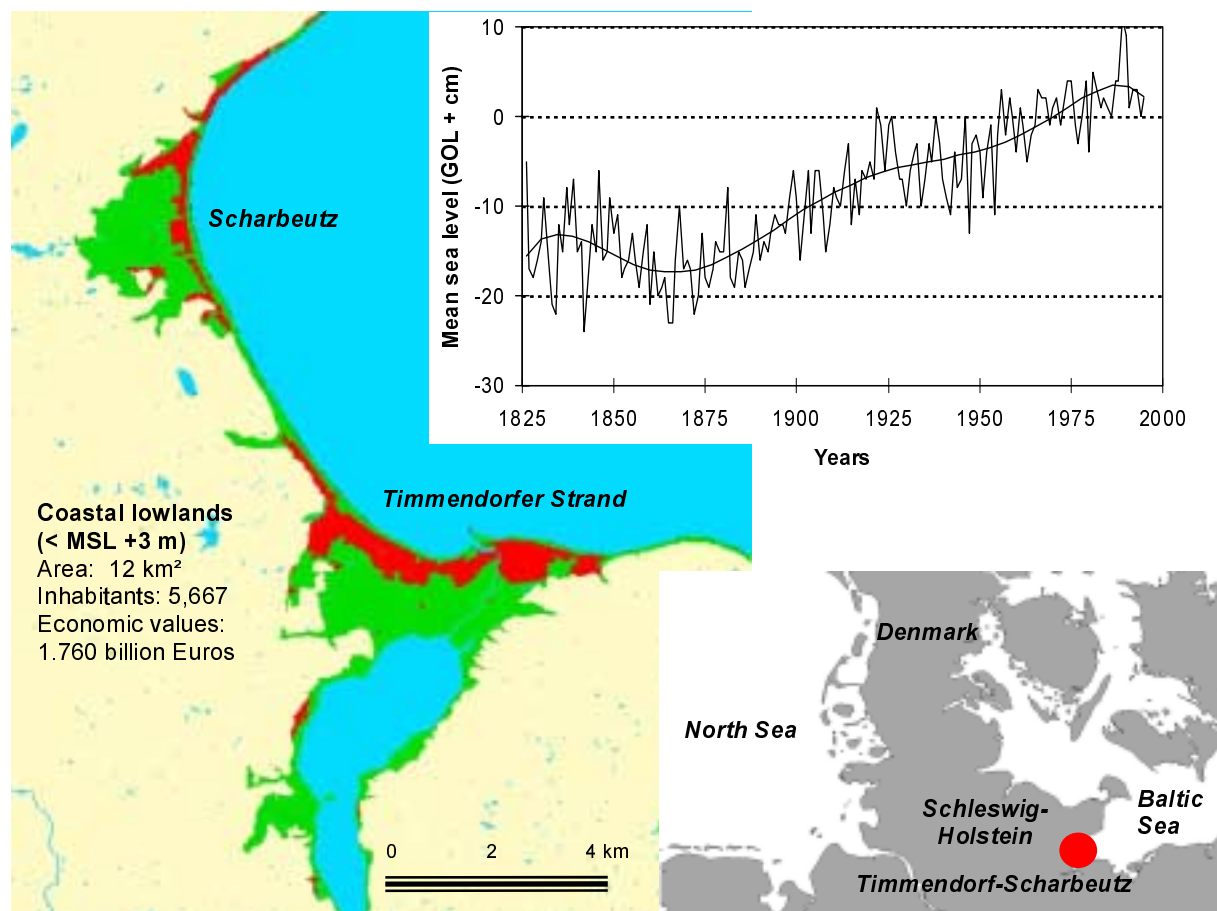 10
0
-10
-20
-30
Mean sea level (GOL + cm)
1825 1850 1875 1900 1925 1950 1975 2000
Years
Scharbeutz
Timmendorfer Strand
Coastal lowlands
(< MSL +3 m)
Area: 12 km²
Inhabitants: 5,667
Economic values:
1.760 billion Euros
0 2 4 km
Denmark
North Sea
Baltic
Sea
Schleswig-
Holstein
Timmendorf-Scharbeutz